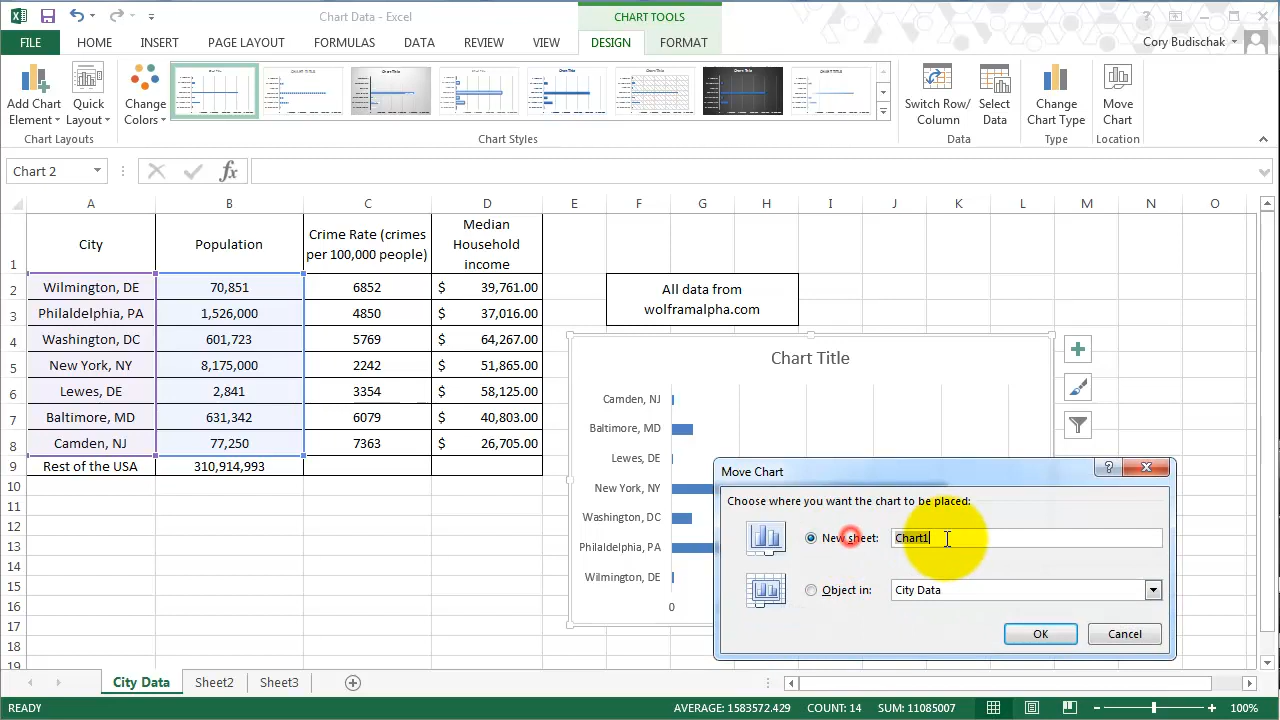 Chart Data - Excel
CHART TOOLS
?
FILE
HOME
INSERT
PAGE LAYOUT
FORMULAS
DATA
REVIEW
VIEW
DESIGN
FORMAT
Cory Budischak
Add Chart
Element
Quick
Layout
Change
Colors
Switch Row/
Column
Select
Data
Change
Chart Type
Move
Chart
Chart Layouts
Chart Styles
Data
Type
Location
Chart 2
fx
A B C D E F G H I J K L M N O
1 City Population Crime Rate (crimes per 100,000 people) Median Household income
2 Wilmington, DE 70,851 6852 $ 39,761.00
3 Philaldelphia, PA 1,526,000 4850 $ 37,016.00
4 Washington, DC 601,723 5769 $ 64,267.00
5 New York, NY 8,175,000 2242 $ 51,865.00
6 Lewes, DE 2,841 3354 $ 58,125.00
7 Baltimore, MD 631,342 6079 $ 40,803.00
8 Camden, NJ 77,250 7363 $ 26,705.00
9 Rest of the USA 310,914,993
10
11
12
13
14
15
16
17
18
19
All data from
wolframalpha.com
Chart Title
Camden, NJ
Baltimore, MD
Lewes, DE
New York, NY
Washington, DC
Philaldelphia, PA
Wilmington, DE
0
Move Chart
?
Choose where you want the chart to be placed:
New sheet: Chart1
Object in: City Data
OK
Cancel
City Data
Sheet2
Sheet3
READY
AVERAGE: 1583572.429
COUNT: 14
SUM: 11085007
100%